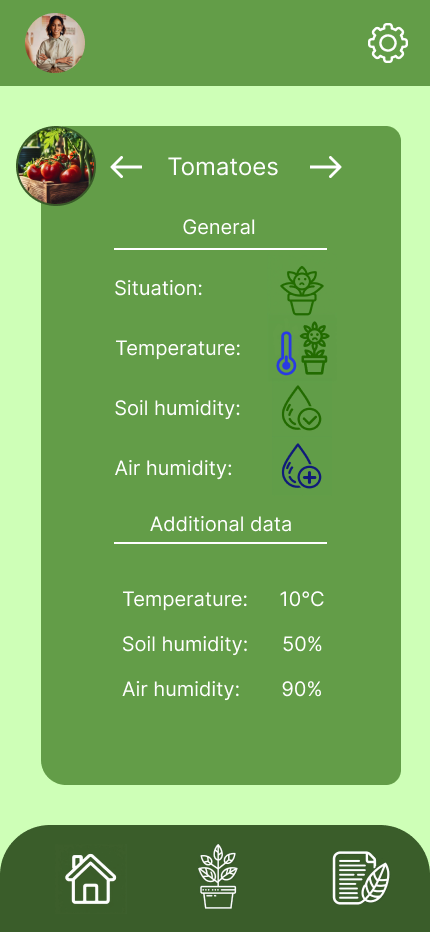 Tomatoes
General
Situation:
Temperature:
Soil humidity:
Air humidity:
Additional data
Temperature: 10°C
Soil humidity: 50%
Air humidity: 90%